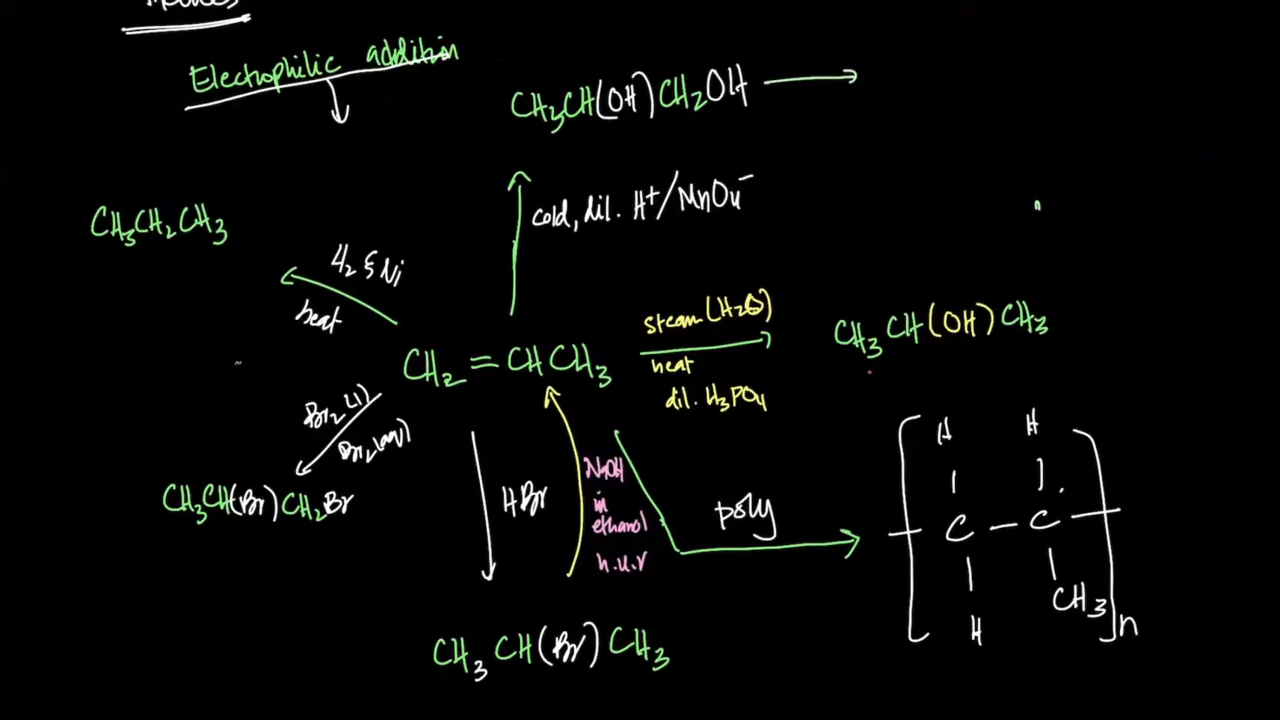 Electrophilic addition
CH₃CH(OH)CH₂OH
cold, dil. H⁺/MnO₄⁻
CH₃CH₂CH₃
H₂ & Ni
heat
steam (H₂O)
heat
dil. H₃PO₄
CH₃CH(OH)CH₃
CH₂=CHCH₃
Br₂(l)
Br₂(aq)
CH₃CH(Br)CH₂Br
HBr
NaOH
in
ethanol
h.u.r
poly
H H
C – C
H CH₃
n
CH₃CH(Br)CH₃